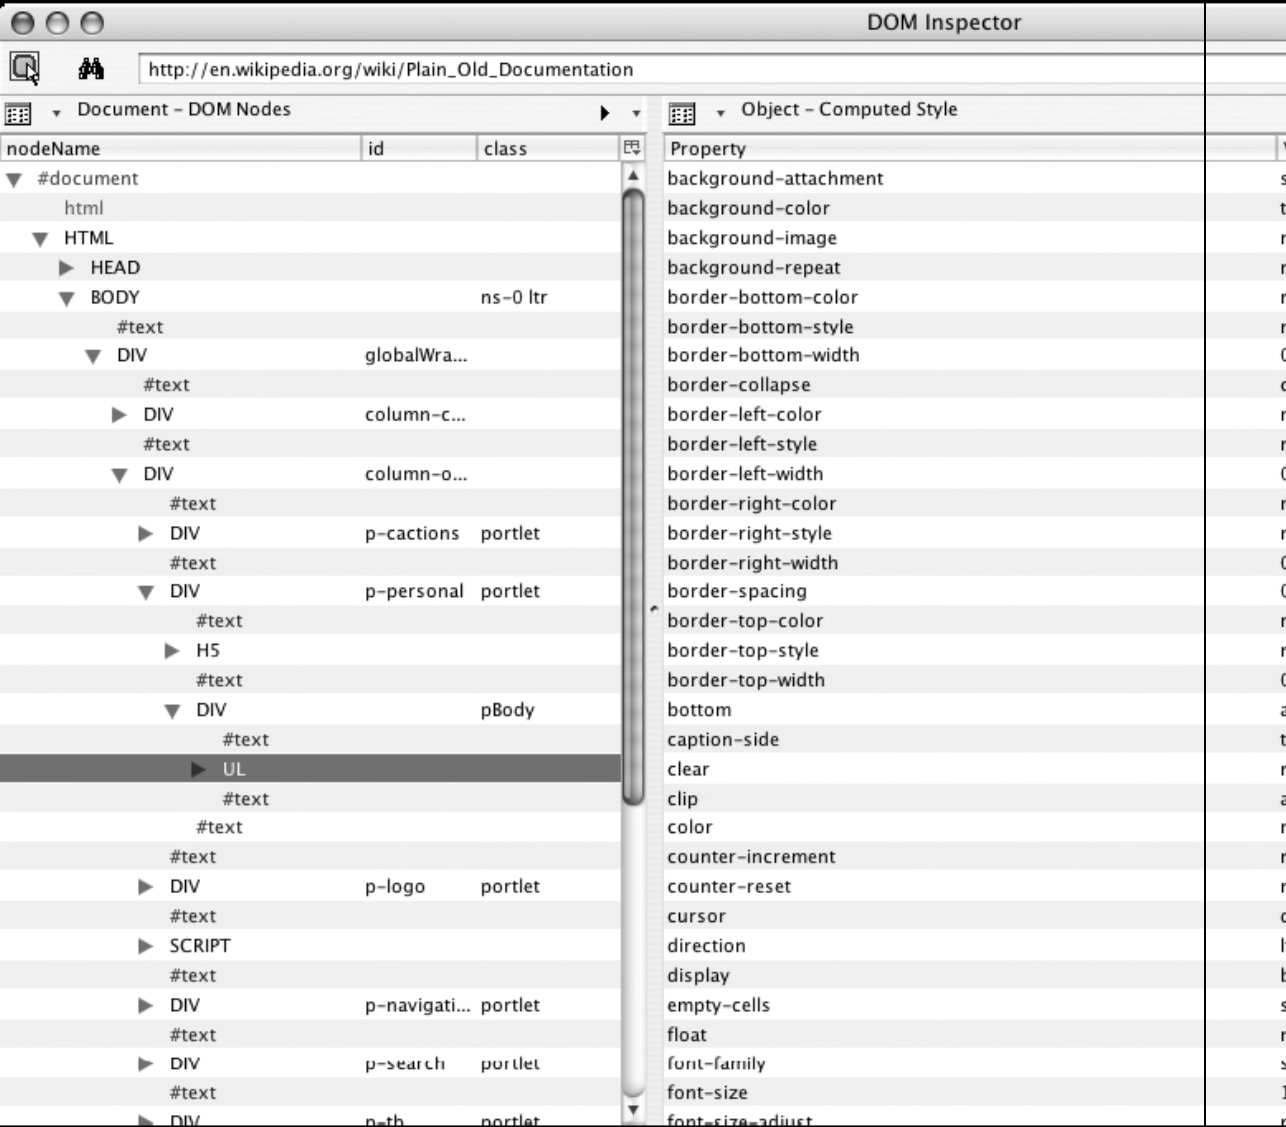 DOM Inspector
http://en.wikipedia.org/wiki/Plain_Old_Documentation
Document – DOM Nodes
nodeName id class
#document
html
HTML
HEAD
BODY ns-0 ltr
#text
DIV globalWra...
#text
DIV column-c...
#text
DIV column-o...
#text
DIV p-cactions portlet
#text
DIV p-personal portlet
#text
H5
#text
DIV pBody
#text
UL
#text
#text
#text
DIV p-logo portlet
#text
SCRIPT
#text
DIV p-navigati... portlet
#text
DIV p-search portlet
#text
DIV p-tb portlet
Object – Computed Style
Property
background-attachment
background-color
background-image
background-repeat
border-bottom-color
border-bottom-style
border-bottom-width
border-collapse
border-left-color
border-left-style
border-left-width
border-right-color
border-right-style
border-right-width
border-spacing
border-top-color
border-top-style
border-top-width
bottom
caption-side
clear
clip
color
counter-increment
counter-reset
cursor
direction
display
empty-cells
float
font-family
font-size
font-size-adjust